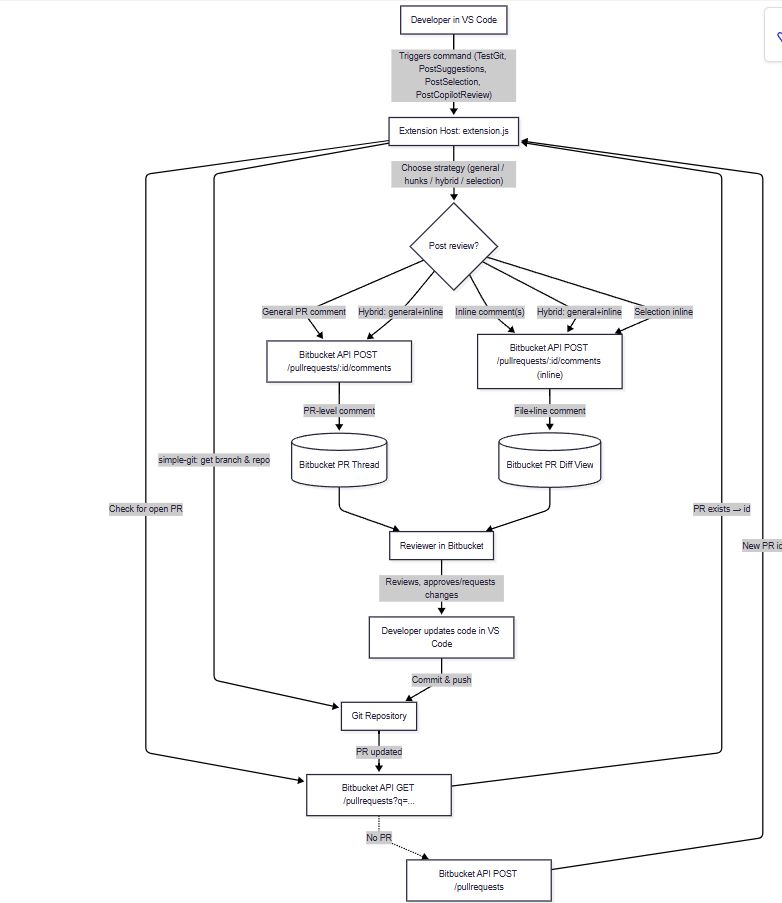 Developer in VS Code
Triggers command (TestGit,
PostSuggestions,
PostSelection,
PostCopilotReview)
Extension Host: extension.js
Choose strategy (general /
hunks / hybrid / selection)
Post review?
General PR comment
Hybrid: general+inline
Inline comment(s)
Hybrid: general+inline
Selection inline
Bitbucket API POST
/pullrequests/:id/comments
Bitbucket API POST
/pullrequests/:id/comments
(inline)
PR-level comment
File+line comment
Bitbucket PR Thread
Bitbucket PR Diff View
simple-git: get branch & repo
Check for open PR
PR exists → id
New PR id
Reviewer in Bitbucket
Reviews, approves/requests
changes
Developer updates code in VS
Code
Commit & push
Git Repository
PR updated
Bitbucket API GET
/pullrequests?q=...
No PR
Bitbucket API POST
/pullrequests